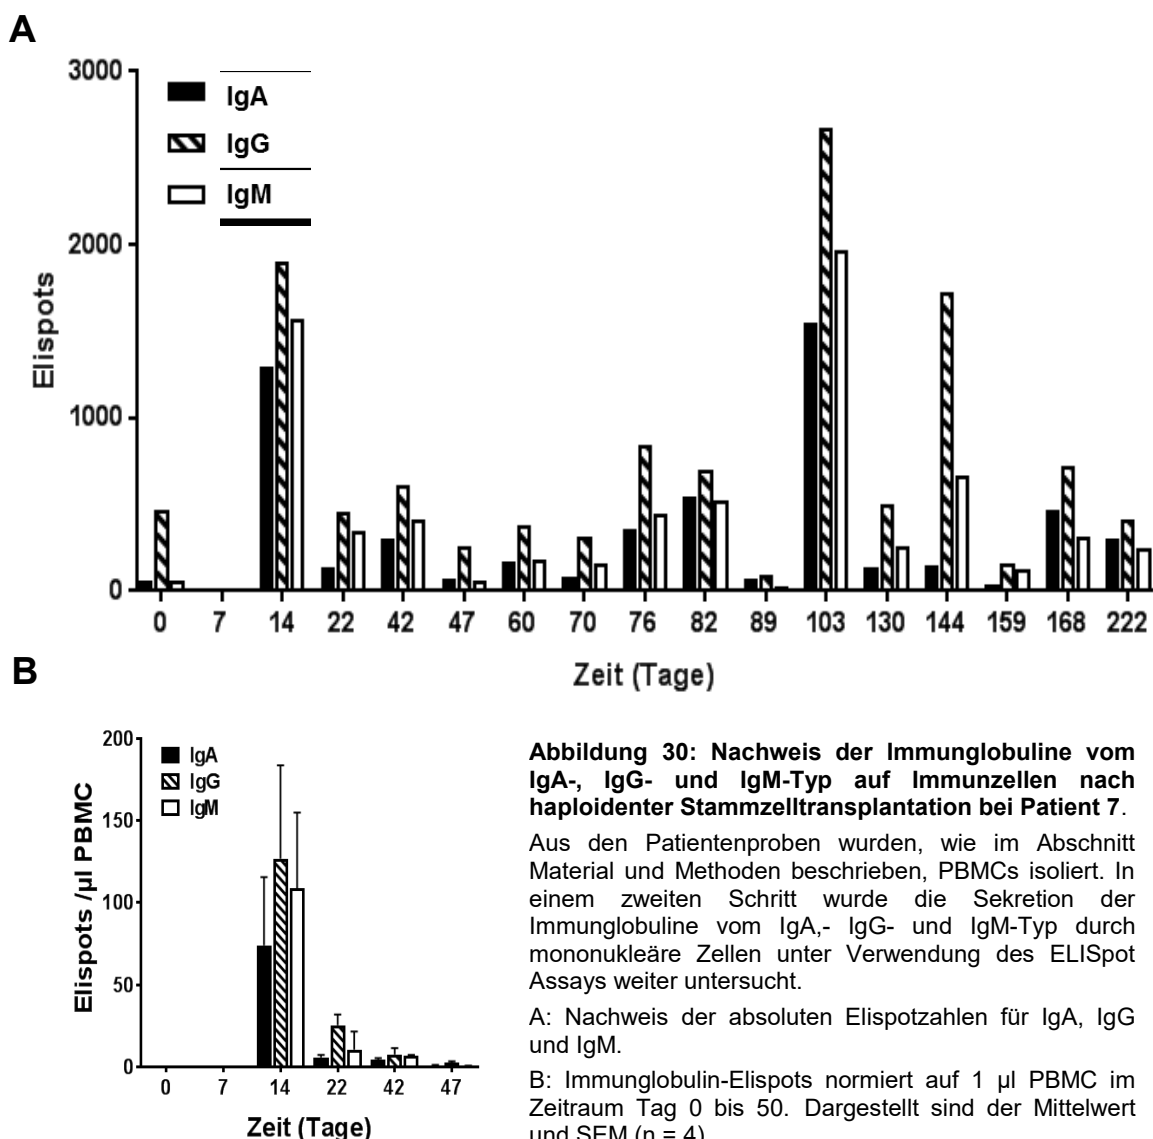 A
3000
IgA
IgG
IgM
2000
1000
0
Elispots
0 7 14 22 42 47 60 70 76 82 89 103 130 144 159 168 222
Zeit (Tage)
B
200
IgA
IgG
IgM
150
100
50
0
Elispots /µl PBMC
0 7 14 22 42 47
Zeit (Tage)
Abbildung 30: Nachweis der Immunglobuline vom
IgA-, IgG- und IgM-Typ auf Immunzellen nach
haploidenter Stammzelltransplantation bei Patient 7.
Aus den Patientenproben wurden, wie im Abschnitt
Material und Methoden beschrieben, PBMCs isoliert. In
einem zweiten Schritt wurde die Sekretion der
Immunglobuline vom IgA,- IgG- und IgM-Typ durch
mononukleäre Zellen unter Verwendung des ELISpot
Assays weiter untersucht.
A: Nachweis der absoluten Elispotzahlen für IgA, IgG
und IgM.
B: Immunglobulin-Elispots normiert auf 1 µl PBMC im
Zeitraum Tag 0 bis 50. Dargestellt sind der Mittelwert
und SEM (n = 4)